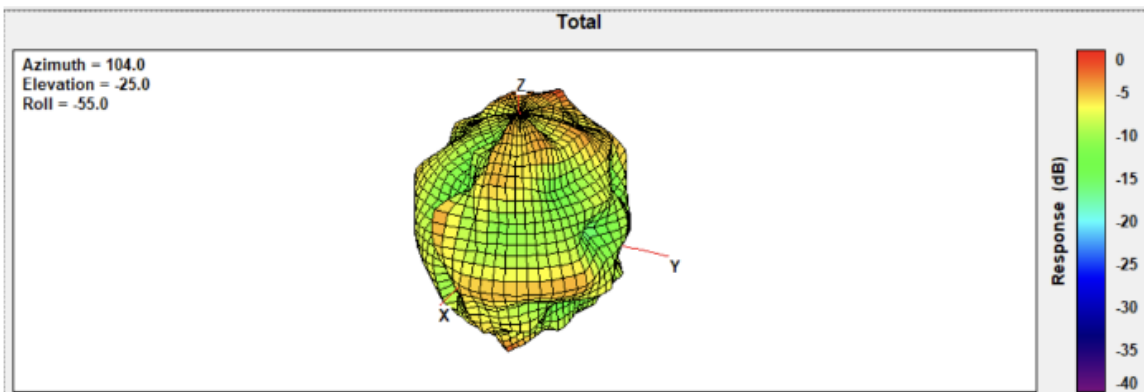 Total
Azimuth = 104.0
Elevation = -25.0
Roll = -55.0
Z
Y
X
Response (dB)
0
-5
-10
-15
-20
-25
-30
-35
-40